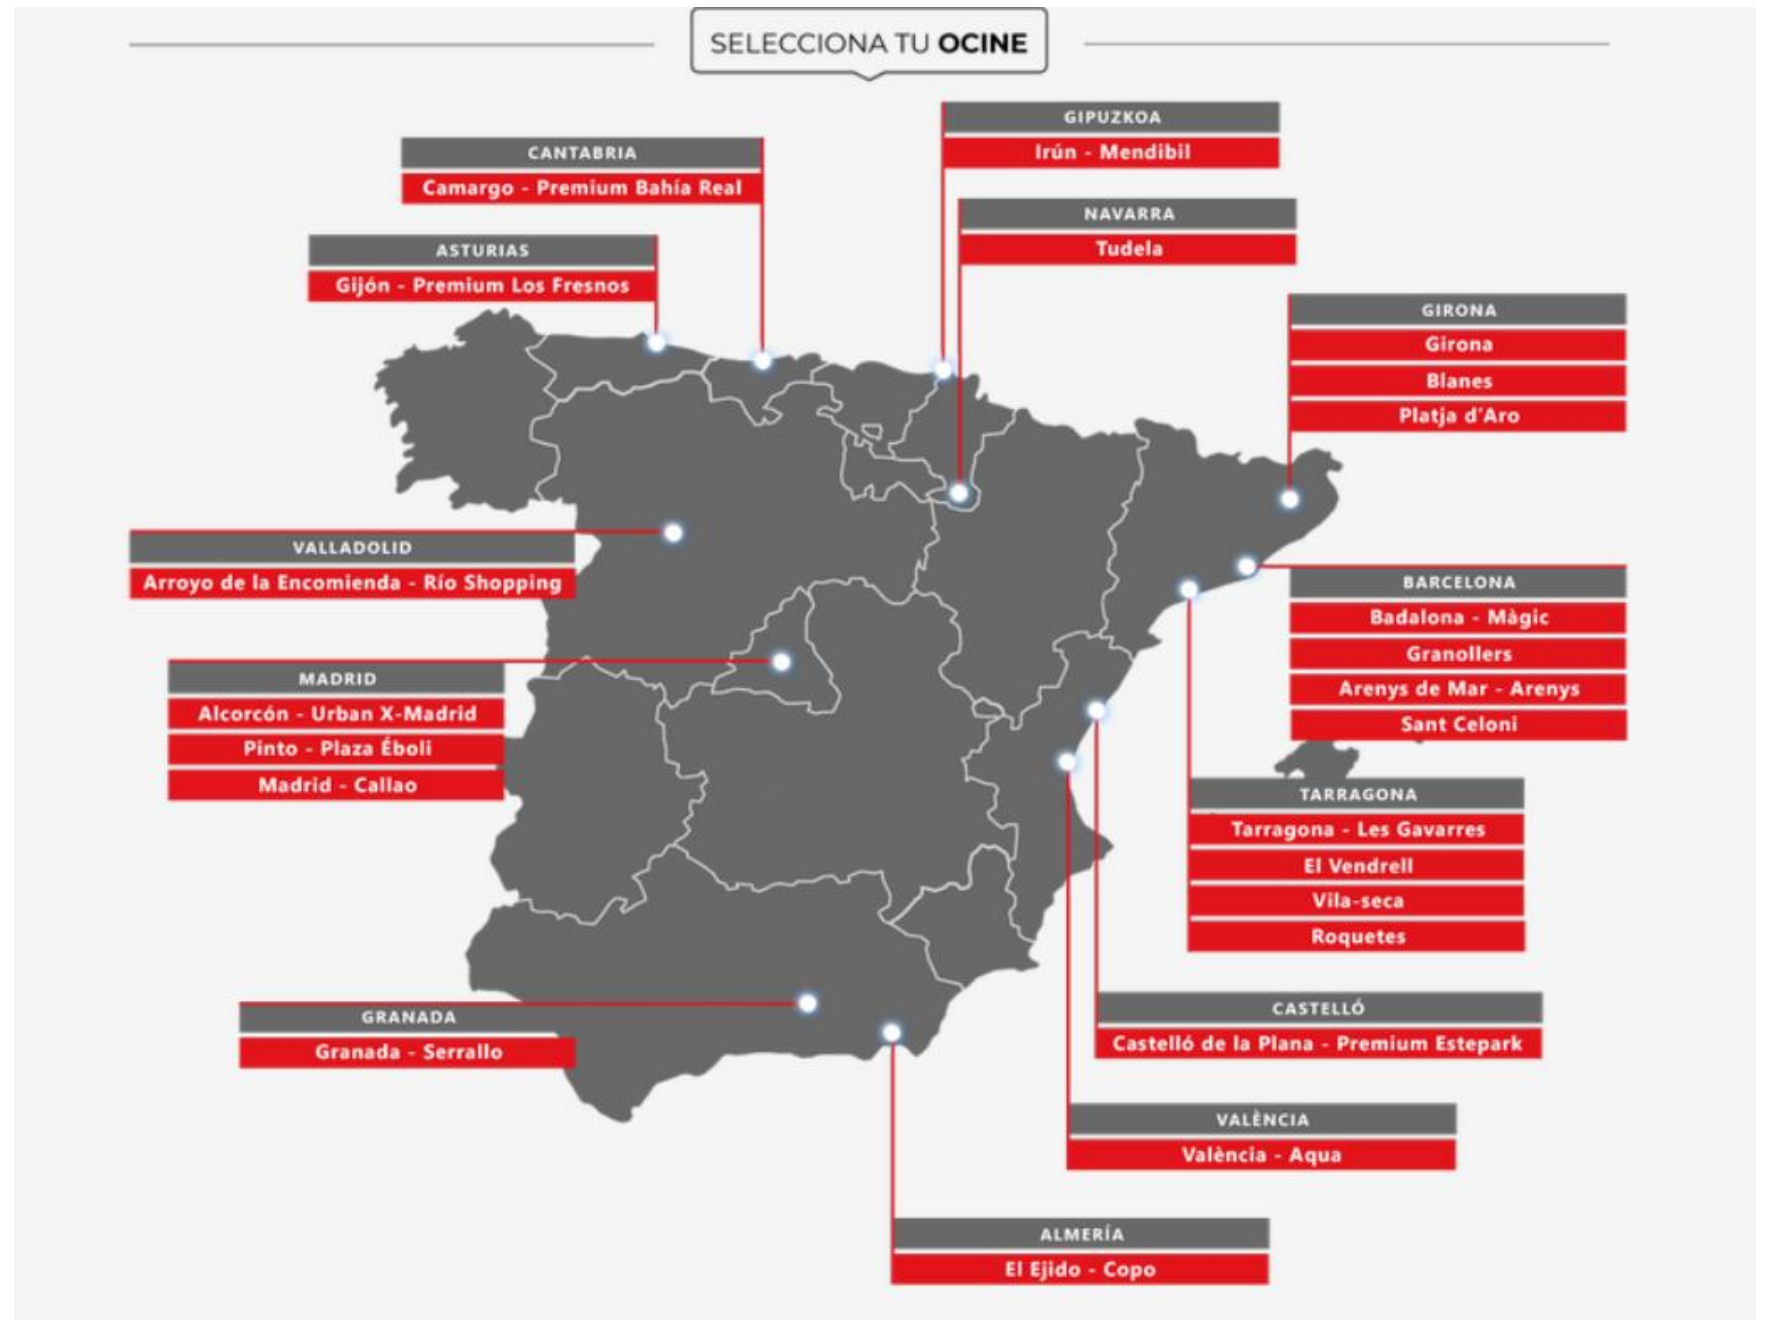 SELECCIONA TU OCINE
GIPUZKOA
Irún - Mendibil
CANTABRIA
Camargo - Premium Bahía Real
NAVARRA
Tudela
ASTURIAS
Gijón - Premium Los Fresnos
GIRONA
Girona
Blanes
Platja d'Aro
VALLADOLID
Arroyo de la Encomienda - Río Shopping
BARCELONA
Badalona - Màgic
Granollers
Arenys de Mar - Arenys
Sant Celoni
MADRID
Alcorcón - Urban X-Madrid
Pinto - Plaza Éboli
Madrid - Callao
TARRAGONA
Tarragona - Les Gavarres
El Vendrell
Vila-seca
Roquetes
GRANADA
Granada - Serrallo
CASTELLÓ
Castelló de la Plana - Premium Estepark
VALÈNCIA
València - Aqua
ALMERÍA
El Ejido - Copo